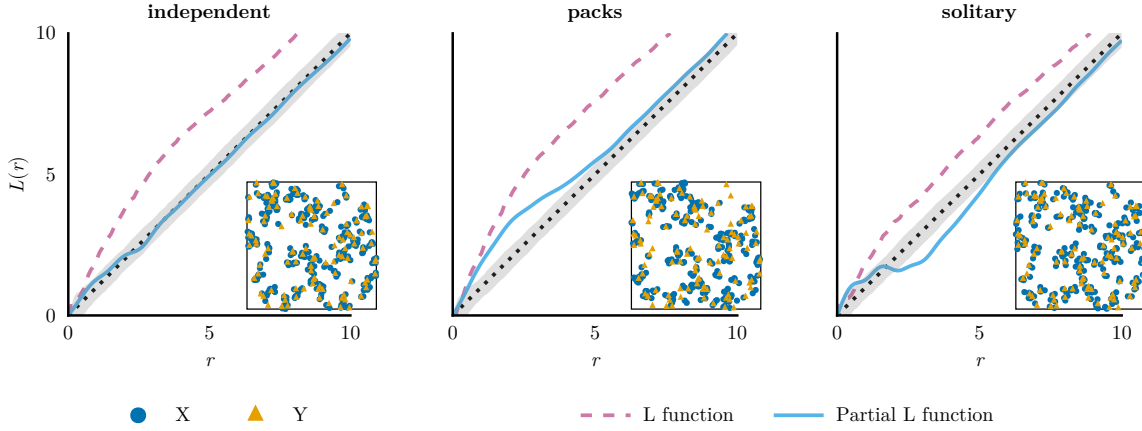 independent packs solitary
10
5
0
L(r)
0 5 10 0 5 10 0 5 10
r r r
X Y L function Partial L function